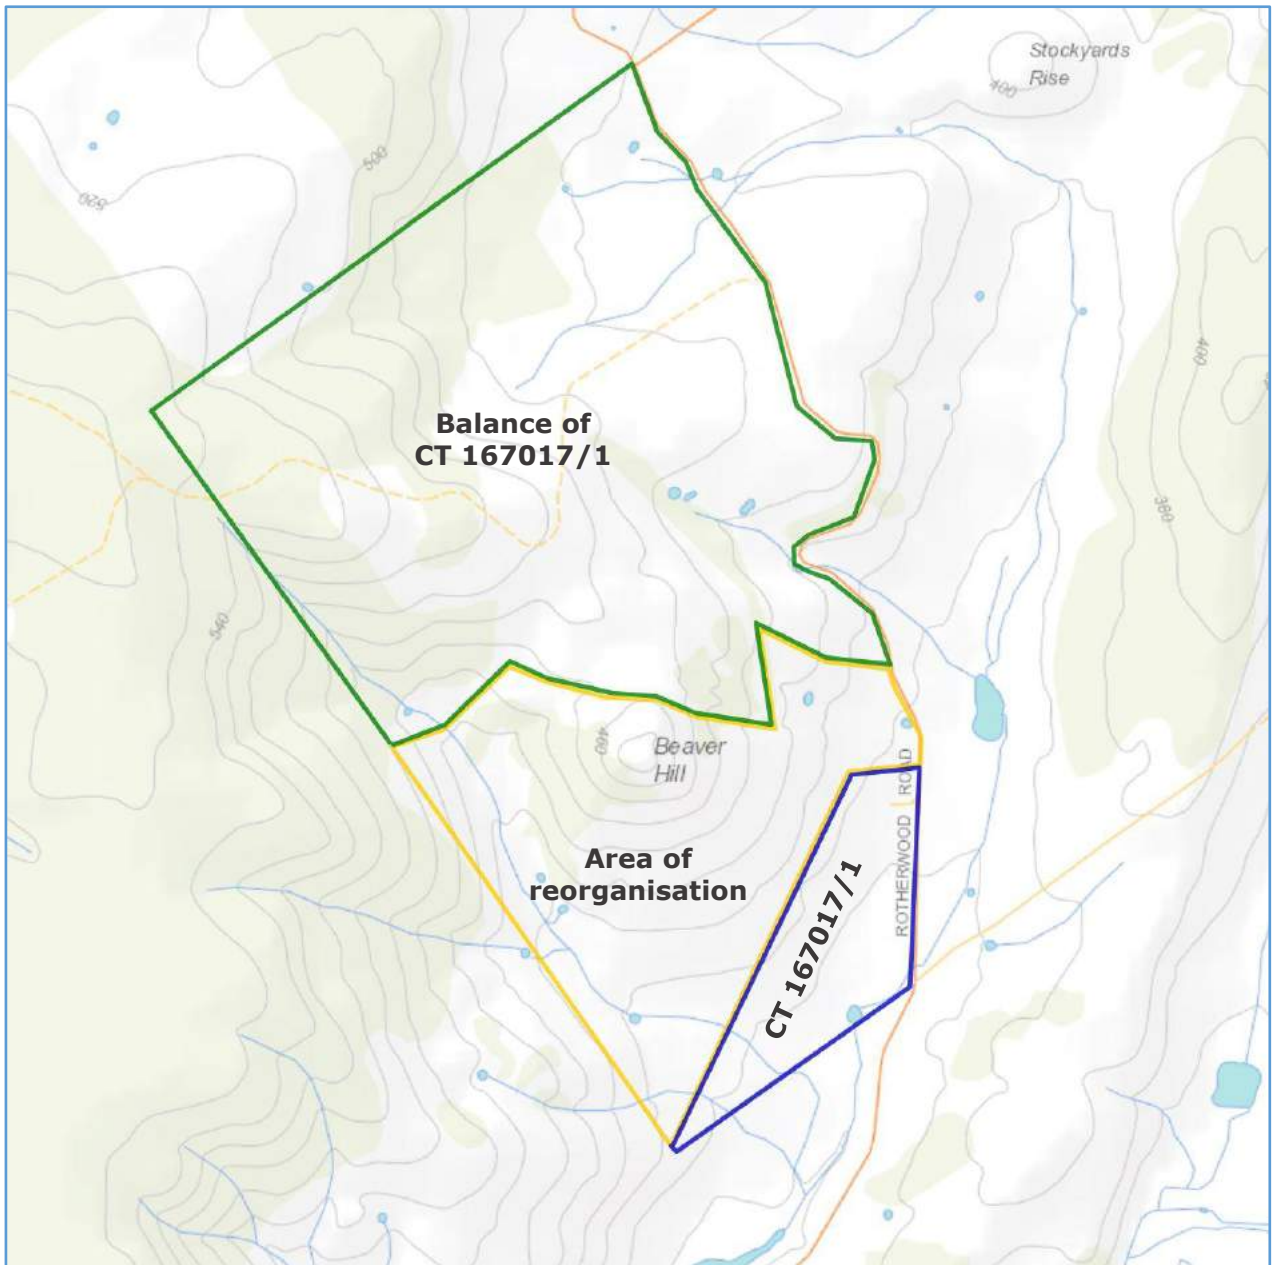 Stockyards
Rise
400
500
520
Balance of
CT 167017/1
400
380
540
460
Beaver
Hill
ROTHERWOOD ROAD
Area of
reorganisation
CT 167017/1